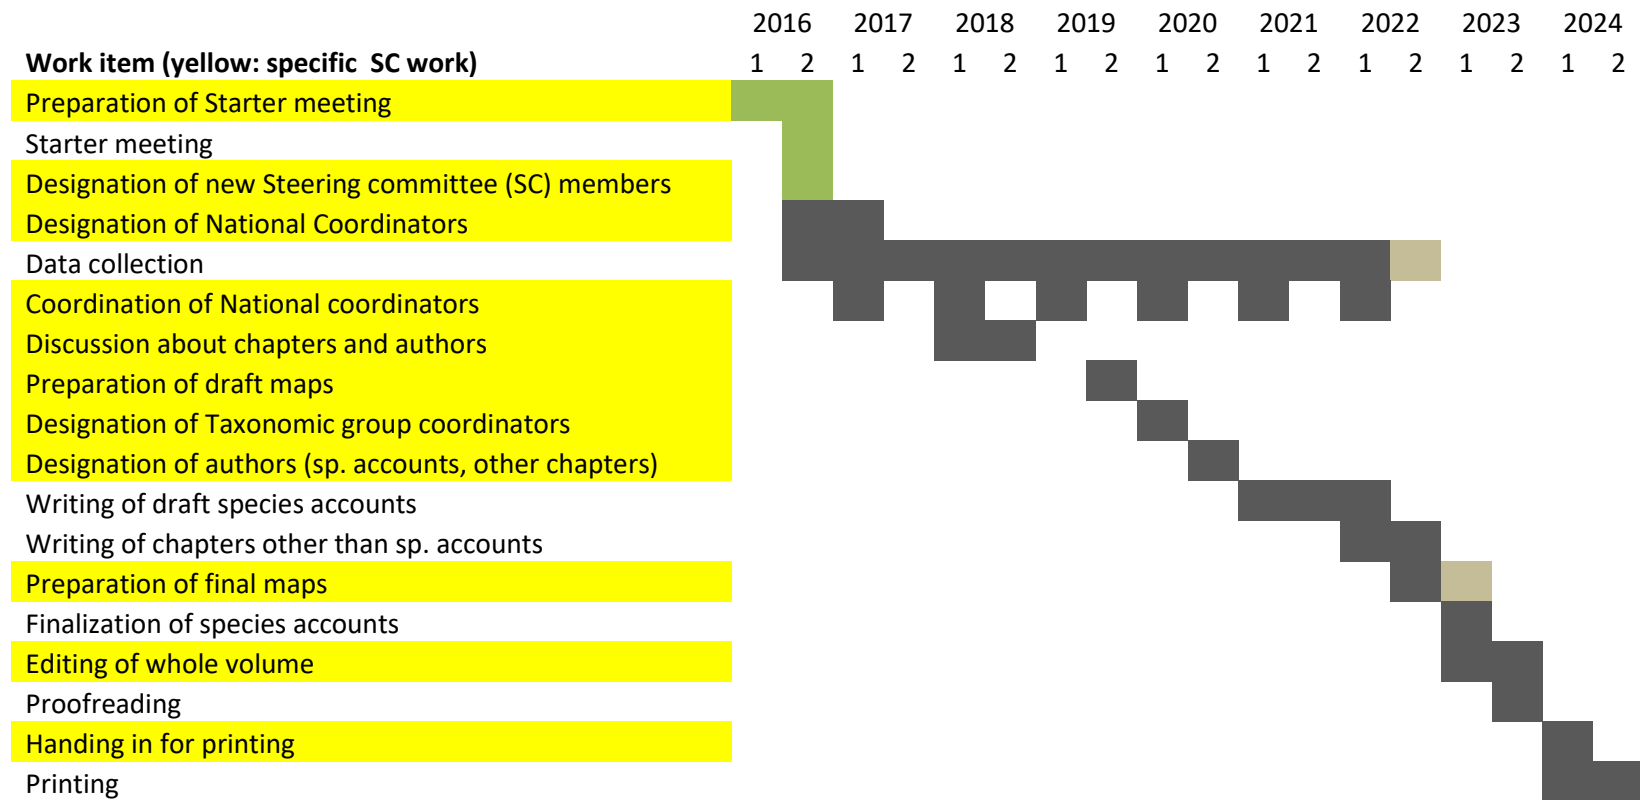 2016 2017 2018 2019 2020 2021 2022 2023 2024
Work item (yellow: specific  SC work) 1 2 1 2 1 2 1 2 1 2 1 2 1 2 1 2 1 2
Preparation of Starter meeting
Starter meeting
Designation of new Steering committee (SC) members
Designation of National Coordinators
Data collection
Coordination of National coordinators
Discussion about chapters and authors
Preparation of draft maps
Designation of Taxonomic group coordinators
Designation of authors (sp. accounts, other chapters)
Writing of draft species accounts
Writing of chapters other than sp. accounts
Preparation of final maps
Finalization of species accounts
Editing of whole volume
Proofreading
Handing in for printing
Printing